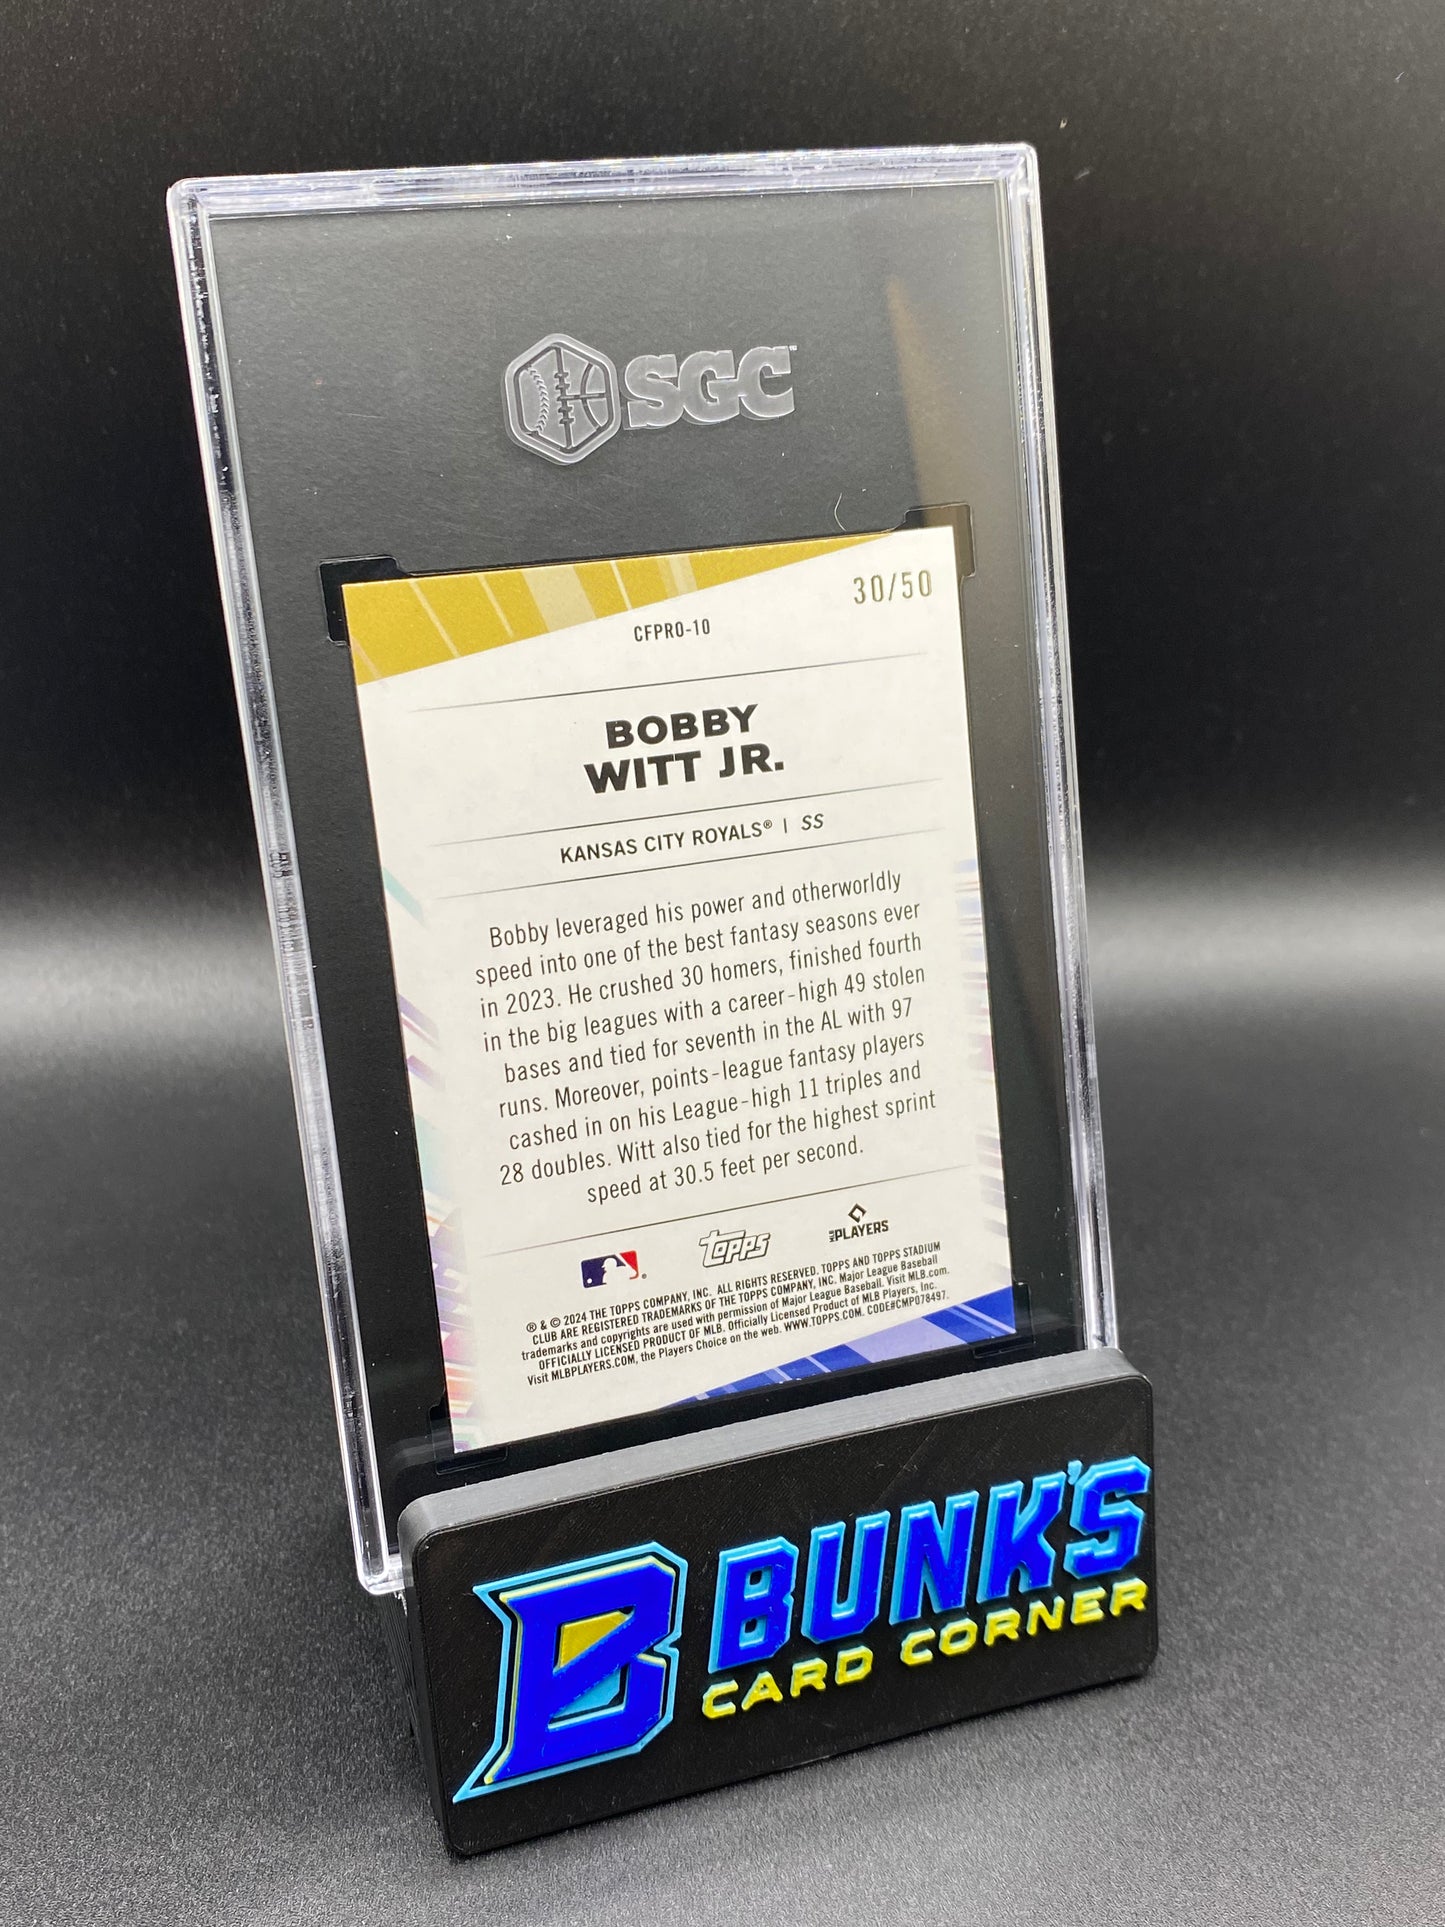 SGC™
30/50
CFPRO-10
BOBBY
WITT JR.
KANSAS CITY ROYALS® | SS
Bobby leveraged his power and otherworldly
speed into one of the best fantasy seasons ever
in 2023. He crushed 30 homers, finished fourth
in the big leagues with a career-high 49 stolen
bases and tied for seventh in the AL with 97
runs. Moreover, points-league fantasy players
cashed in on his League-high 11 triples and
28 doubles. Witt also tied for the highest sprint
speed at 30.5 feet per second.
topps
MLB PLAYERS
® & © 2024 THE TOPPS COMPANY, INC. ALL RIGHTS RESERVED. TOPPS AND TOPPS STADIUM
CLUB ARE REGISTERED TRADEMARKS OF THE TOPPS COMPANY, INC. Major League Baseball
trademarks and copyrights are used with permission of Major League Baseball. Visit MLB.com.
OFFICIALLY LICENSED PRODUCT OF MLB. Officially Licensed Product of MLB Players, Inc.
Visit MLBPLAYERS.COM, the Players Choice on the web. WWW.TOPPS.COM. CODE#CMP078497.
B BUNK'S
CARD CORNER